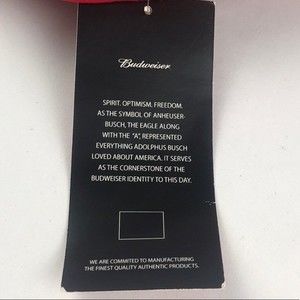 Budweiser
SPIRIT. OPTIMISM. FREEDOM.
AS THE SYMBOL OF ANHEUSER-
BUSCH, THE EAGLE ALONG
WITH THE "A", REPRESENTED
EVERYTHING ADOLPHUS BUSCH
LOVED ABOUT AMERICA. IT SERVES
AS THE CORNERSTONE OF THE
BUDWEISER IDENTITY TO THIS DAY.
WE ARE COMMITED TO MANUFACTURING
THE FINEST QUALITY AUTHENTIC PRODUCTS.